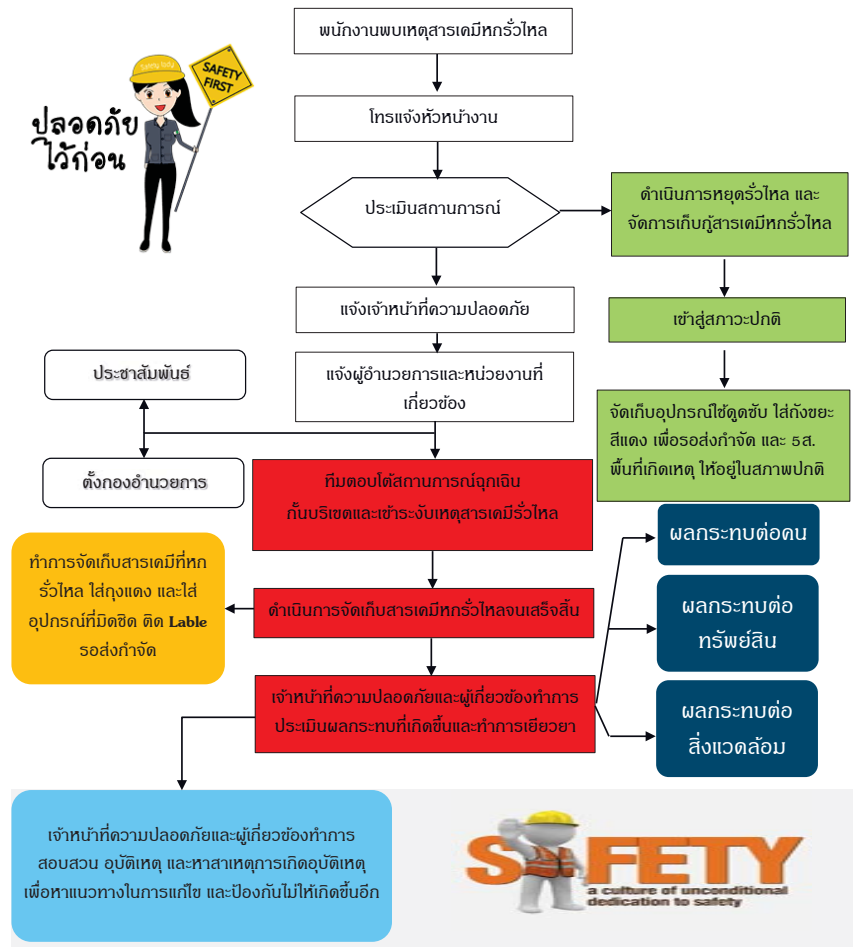 พนักงานพบเหตุสารเคมีหกรั่วไหล
Safety First
SAFETY
FIRST
ปลอดภัย
ไว้ก่อน
โทรแจ้งหัวหน้างาน
ประเมินสถานการณ์
ดำเนินการหยุดรั่วไหล และ
จัดการเก็บกู้สารเคมีหกรั่วไหล
แจ้งเจ้าหน้าที่ความปลอดภัย
เข้าสู่สภาวะปกติ
แจ้งผู้อำนวยการและหน่วยงานที่
เกี่ยวข้อง
ประชาสัมพันธ์
จัดเก็บอุปกรณ์ใช้ดูดซับ ใส่ถังขยะ
สีแดง เพื่อรอส่งกำจัด และ 5ส.
พื้นที่เกิดเหตุ ให้อยู่ในสภาพปกติ
ตั้งกองอำนวยการ
ทีมตอบโต้สถานการณ์ฉุกเฉิน
กั้นบริเขตและเข้าระงับเหตุสารเคมีรั่วไหล
ผลกระทบต่อคน
ทำการจัดเก็บสารเคมีที่หก
รั่วไหล ใส่ถุงแดง และใส่
อุปกรณ์ที่มิดชิด ติด Lable
รอส่งกำจัด
ดำเนินการจัดเก็บสารเคมีหกรั่วไหลจนเสร็จสิ้น
ผลกระทบต่อ
ทรัพย์สิน
เจ้าหน้าที่ความปลอดภัยและผู้เกี่ยวข้องทำการ
ประเมินผลกระทบที่เกิดขึ้นและทำการเยียวยา
ผลกระทบต่อ
สิ่งแวดล้อม
เจ้าหน้าที่ความปลอดภัยและผู้เกี่ยวข้องทำการ
สอบสวน อุบัติเหตุ และหาสาเหตุการเกิดอุบัติเหตุ
เพื่อหาแนวทางในการแก้ไข และป้องกันไม่ให้เกิดขึ้นอีก
SAFETY
a culture of unconditional
dedication to safety